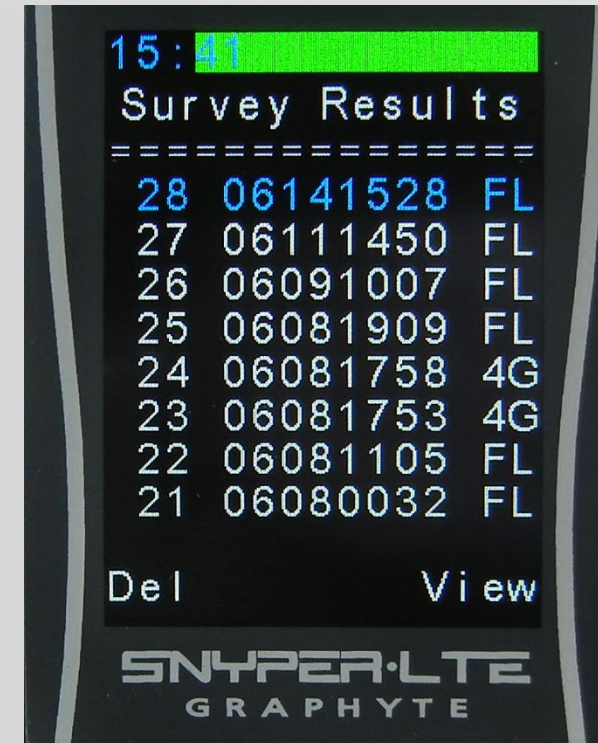 15:41
Survey Results
===============
28 06141528 FL
27 06111450 FL
26 06091007 FL
25 06081909 FL
24 06081758 4G
23 06081753 4G
22 06081105 FL
21 06080032 FL
Del View
SNYPER·LTE
GRAPHYTE